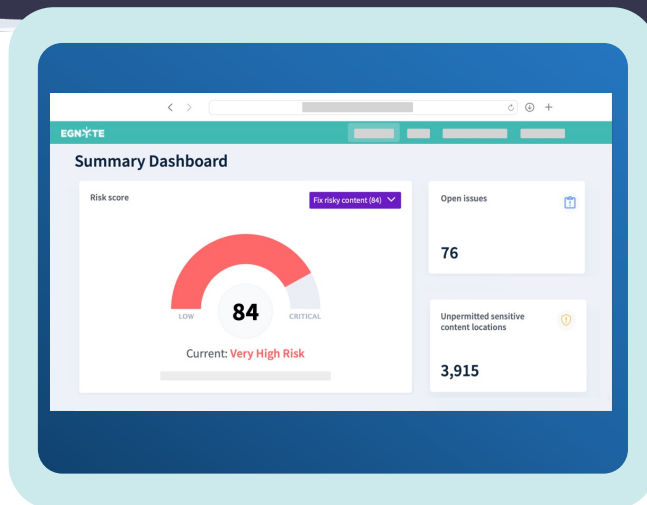 EGNYTE
Summary Dashboard
Risk score
Fix risky content (84)
84
LOW
CRITICAL
Current: Very High Risk
Open issues
76
Unpermitted sensitive
content locations
3,915